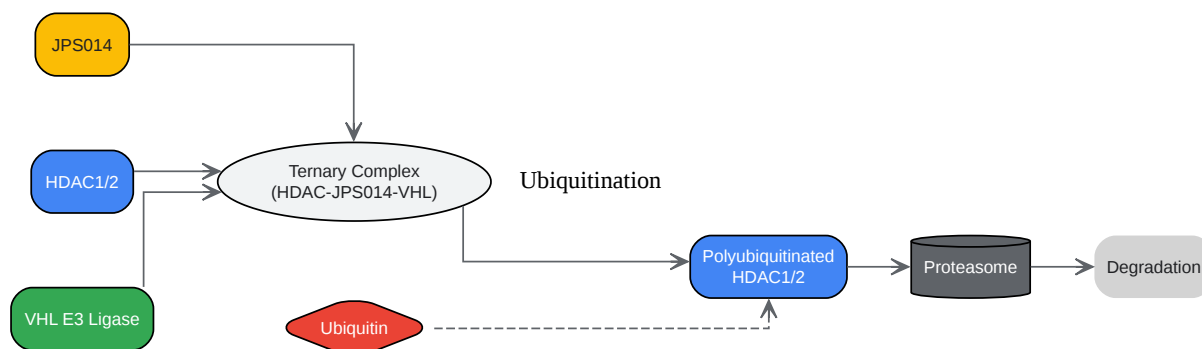 JPS014
HDAC1/2
Ternary Complex
(HDAC-JPS014-VHL)
Ubiquitination
VHL E3 Ligase
Ubiquitin
Polyubiquitinated
HDAC1/2
Proteasome
Degradation